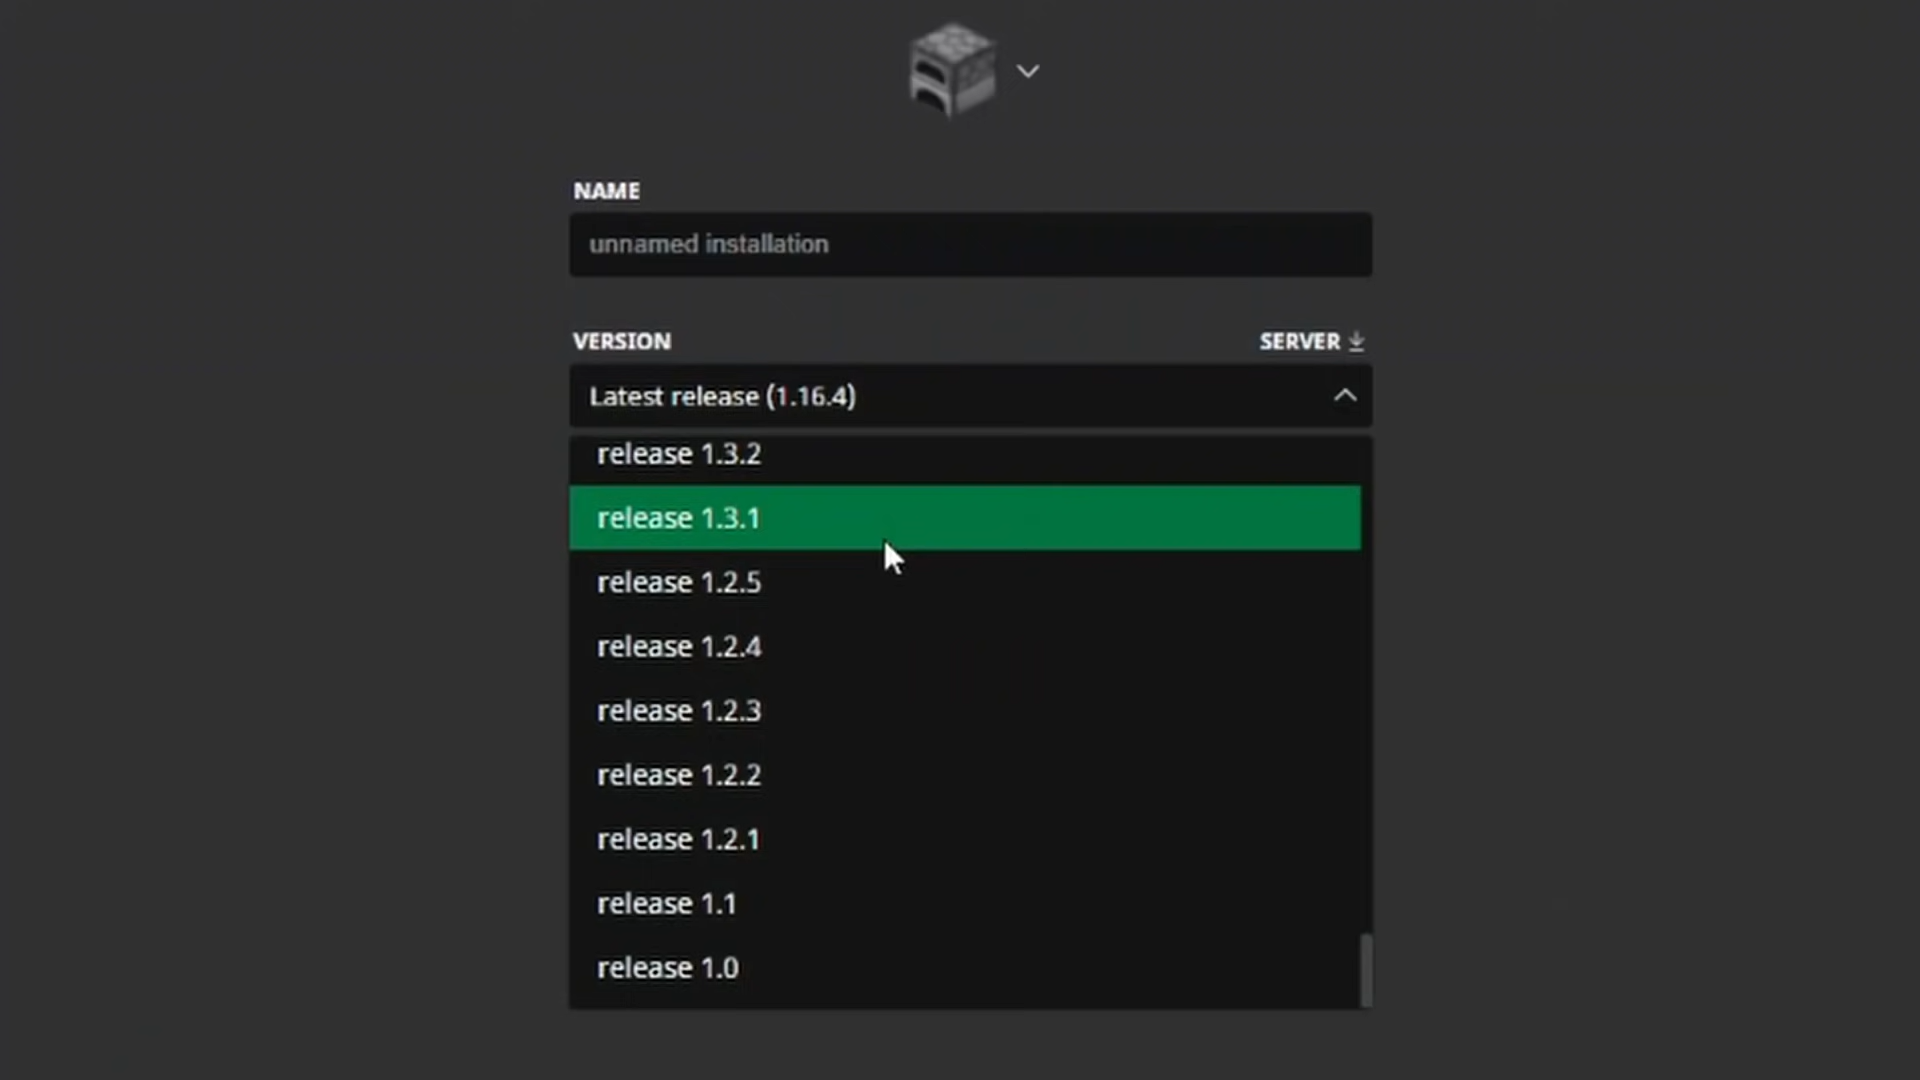 NAME
unnamed installation
VERSION
SERVER
Latest release (1.16.4)
release 1.3.2
release 1.3.1
release 1.2.5
release 1.2.4
release 1.2.3
release 1.2.2
release 1.2.1
release 1.1
release 1.0